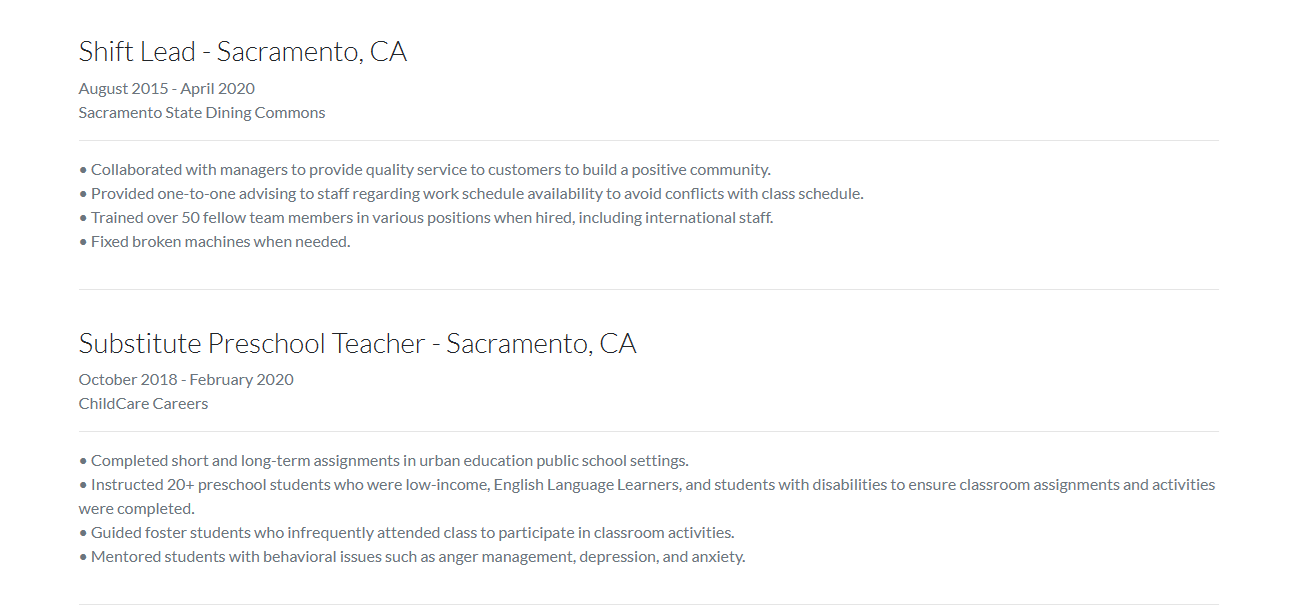 Shift Lead - Sacramento, CA
August 2015 - April 2020
Sacramento State Dining Commons
• Collaborated with managers to provide quality service to customers to build a positive community.
• Provided one-to-one advising to staff regarding work schedule availability to avoid conflicts with class schedule.
• Trained over 50 fellow team members in various positions when hired, including international staff.
• Fixed broken machines when needed.
Substitute Preschool Teacher - Sacramento, CA
October 2018 - February 2020
ChildCare Careers
• Completed short and long-term assignments in urban education public school settings.
• Instructed 20+ preschool students who were low-income, English Language Learners, and students with disabilities to ensure classroom assignments and activities
were completed.
• Guided foster students who infrequently attended class to participate in classroom activities.
• Mentored students with behavioral issues such as anger management, depression, and anxiety.